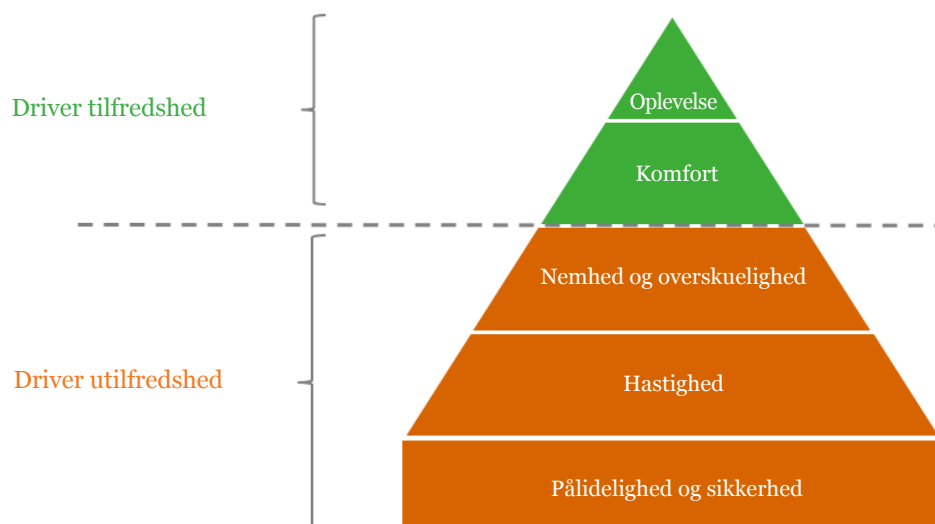 Oplevelse
Driver tilfredshed
Komfort
Nemhed og overskuelighed
Driver utilfredshed
Hastighed
Pålidelighed og sikkerhed